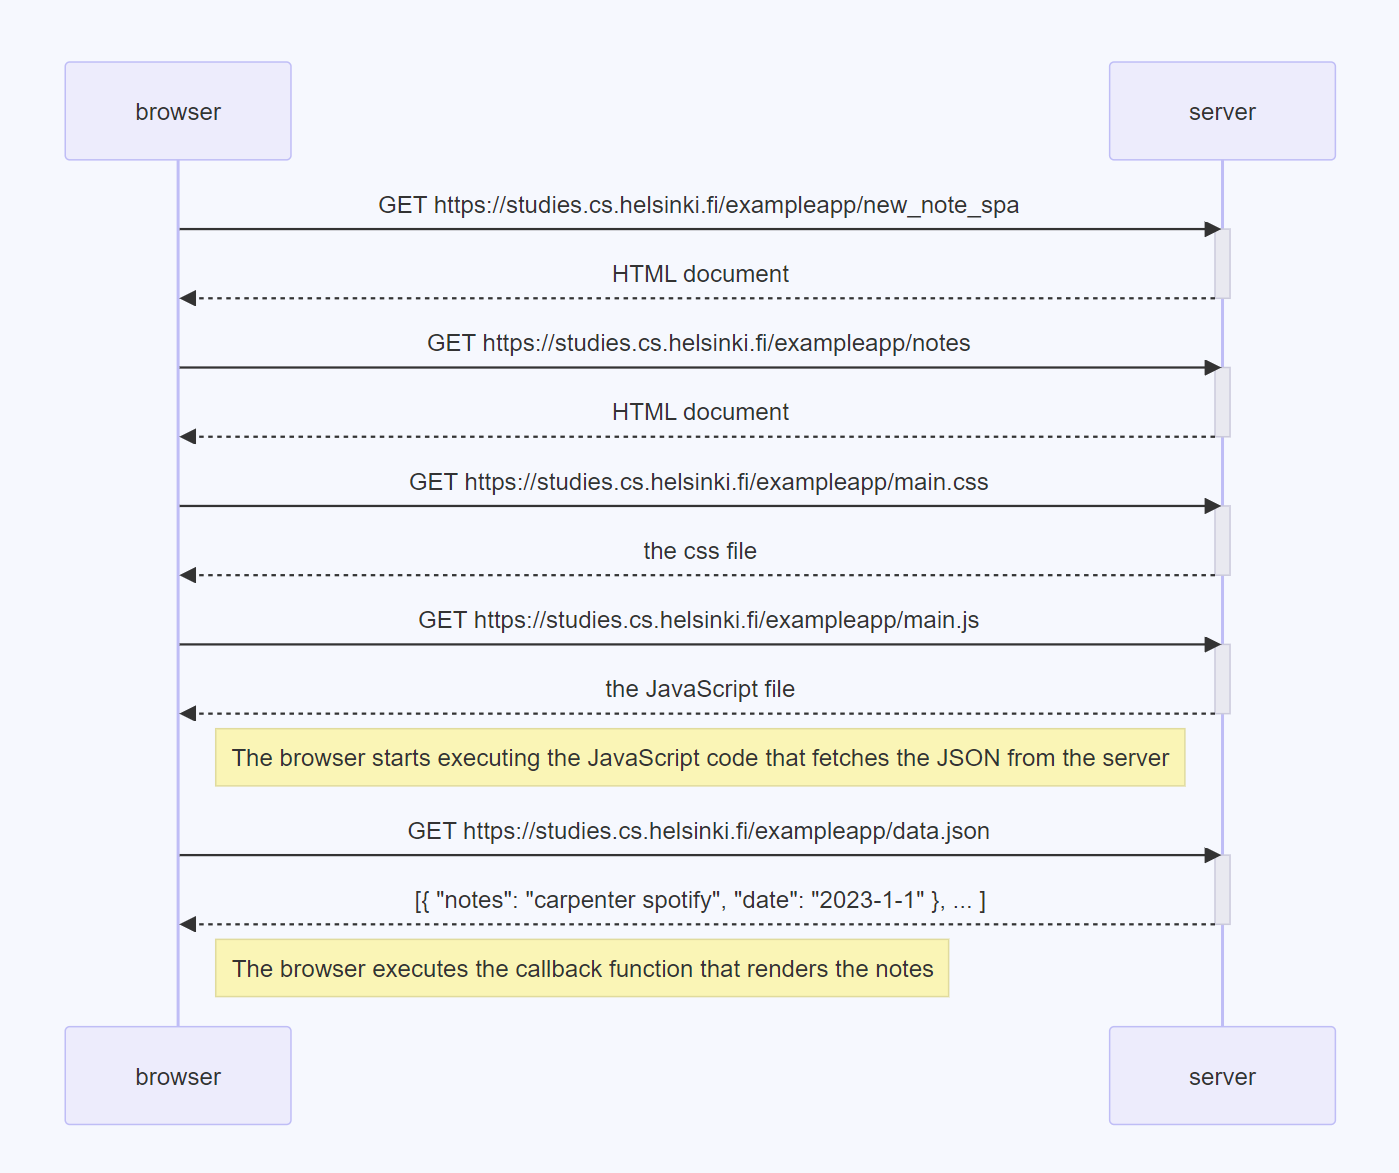 browser
server
GET https://studies.cs.helsinki.fi/exampleapp/new_note_spa
HTML document
GET https://studies.cs.helsinki.fi/exampleapp/notes
HTML document
GET https://studies.cs.helsinki.fi/exampleapp/main.css
the css file
GET https://studies.cs.helsinki.fi/exampleapp/main.js
the JavaScript file
The browser starts executing the JavaScript code that fetches the JSON from the server
GET https://studies.cs.helsinki.fi/exampleapp/data.json
[{ "notes": "carpenter spotify", "date": "2023-1-1" }, ... ]
The browser executes the callback function that renders the notes
browser
server